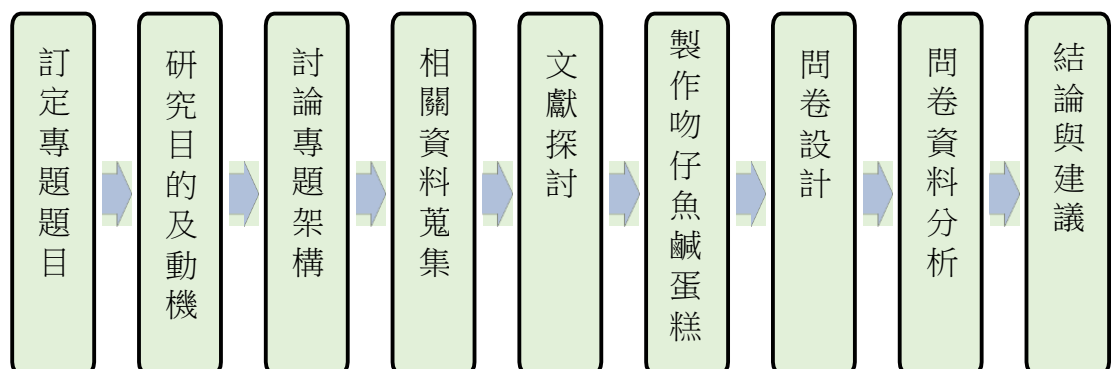 訂定專題題目
研究目的及動機
討論專題架構
相關資料蒐集
文獻探討
製作吻仔魚鹹蛋糕
問卷設計
問卷資料分析
結論與建議